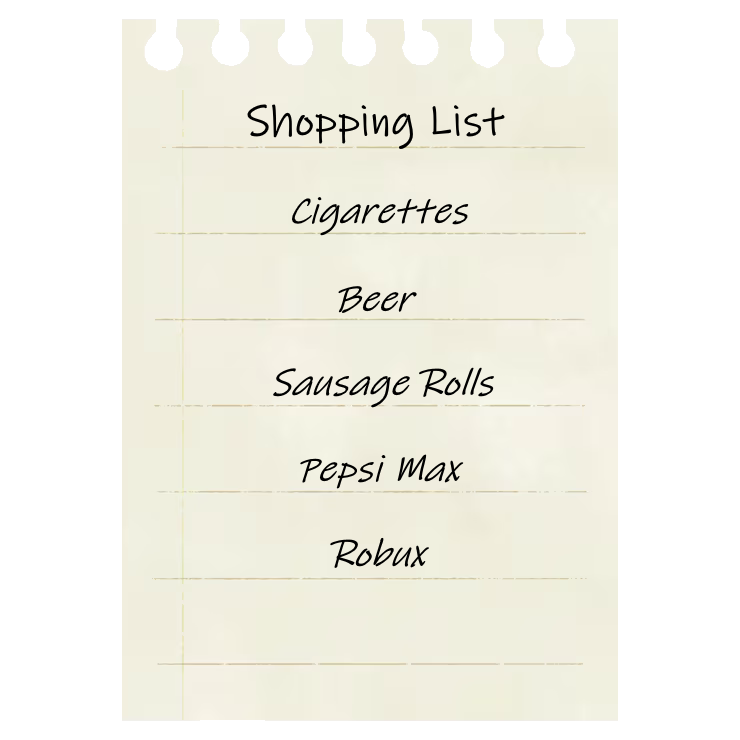 Shopping List
Cigarettes
Beer
Sausage Rolls
Pepsi Max
Robux